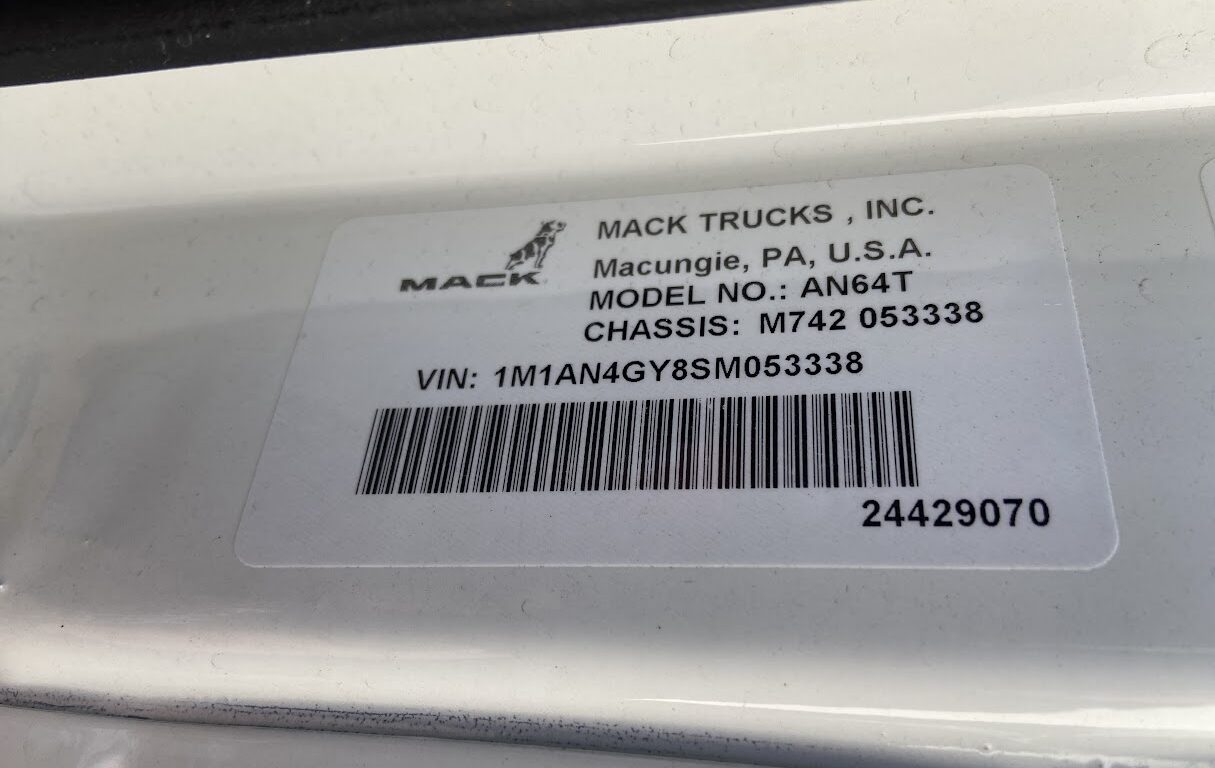 MACK
MACK TRUCKS , INC.
Macungie, PA, U.S.A.
MODEL NO.: AN64T
CHASSIS: M742 053338
VIN: 1M1AN4GY8SM053338
24429070